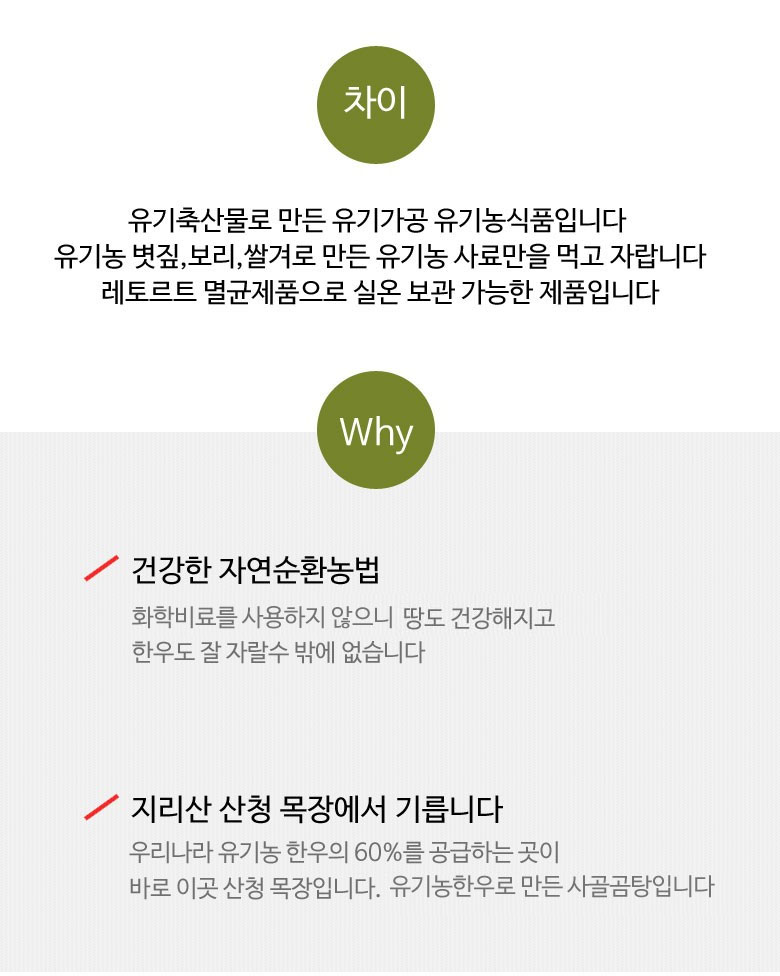 차이
유기축산물로 만든 유기가공 유기농식품입니다
유기농 볏짚,보리,쌀겨로 만든 유기농 사료만을 먹고 자랍니다
레토르트 멸균제품으로 실온 보관 가능한 제품입니다
Why
건강한 자연순환농법
화학비료를 사용하지 않으니 땅도 건강해지고
한우도 잘 자랄수 밖에 없습니다
지리산 산청 목장에서 기릅니다
우리나라 유기농 한우의 60%를 공급하는 곳이
바로 이곳 산청 목장입니다. 유기농한우로 만든 사골곰탕입니다